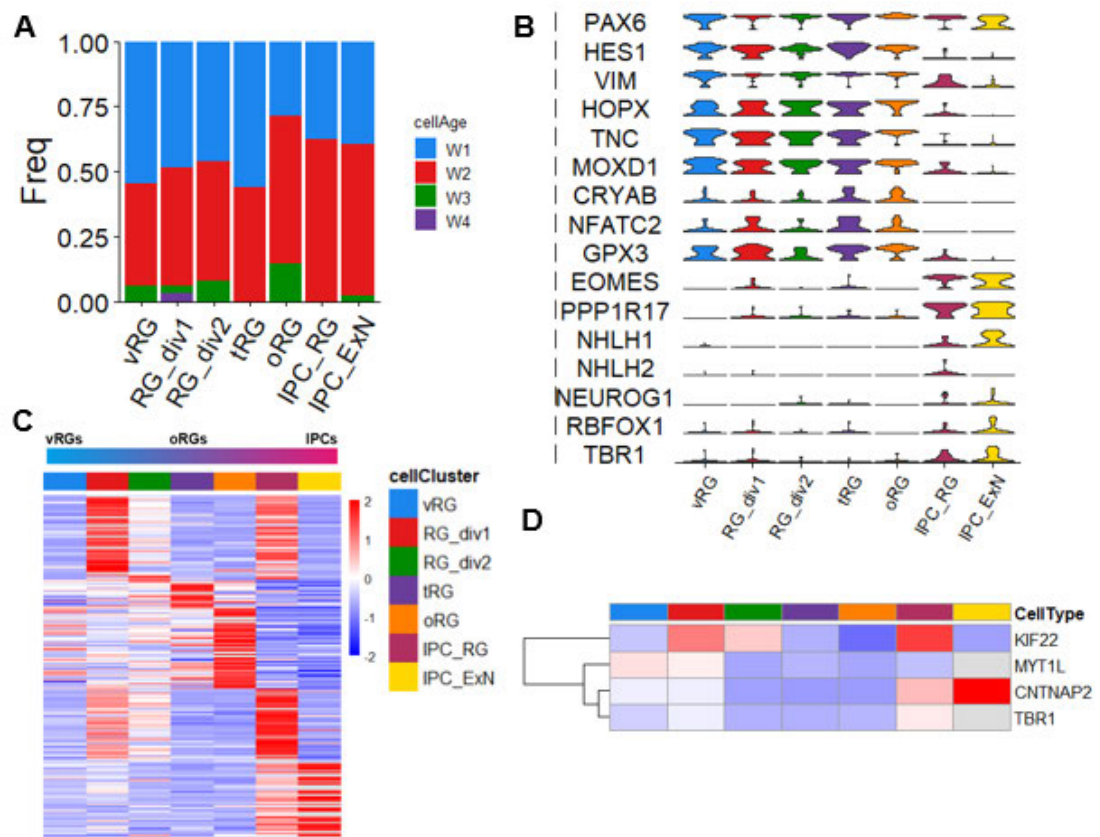 A
1.00
0.75
0.50
0.25
0.00
Freq
vRG
RG_div1
RG_div2
tRG
oRG
IPC_RG
IPC_ExN
cellAge
W1
W2
W3
W4
B
PAX6
HES1
VIM
HOPX
TNC
MOXD1
CRYAB
NFATC2
GPX3
EOMES
PPP1R17
NHLH1
NHLH2
NEUROG1
RBFOX1
TBR1
vRG
RG_div1
RG_div2
tRG
oRG
IPC_RG
IPC_ExN
C
vRGs oRGs IPCs
2
1
0
-1
-2
cellCluster
vRG
RG_div1
RG_div2
tRG
oRG
IPC_RG
IPC_ExN
D
CellType
KIF22
MYT1L
CNTNAP2
TBR1